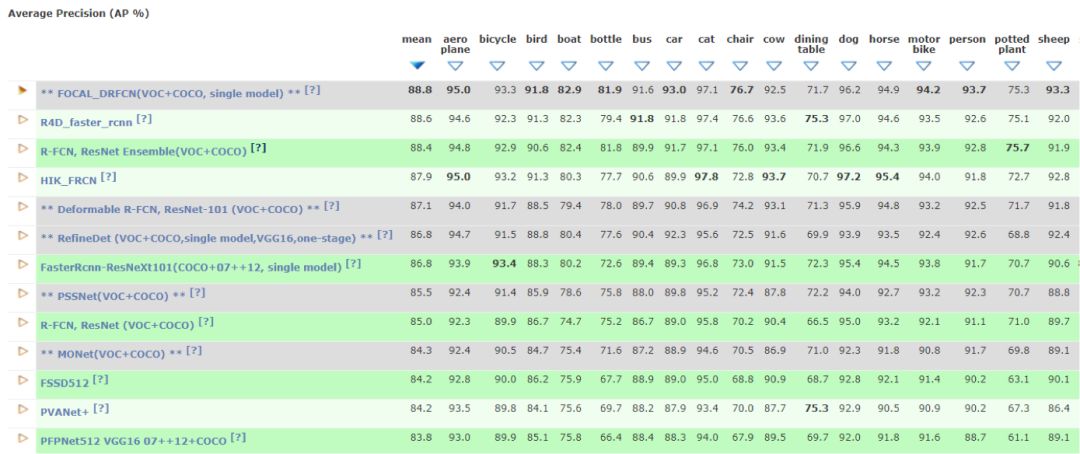 Average Precision (AP %)
mean aero plane bicycle bird boat bottle bus car cat chair cow dining table dog horse motor bike person potted plant sheep
** FOCAL_DRFCN(VOC+COCO, single model) ** [?] 88.8 95.0 93.3 91.8 82.9 81.9 91.6 93.0 97.1 76.7 92.5 71.7 96.2 94.9 94.2 93.7 75.3 93.3
R4D_faster_rcnn [?] 88.6 94.6 92.3 91.3 82.3 79.4 91.8 91.8 97.4 76.6 93.6 75.3 97.0 94.6 93.5 92.6 75.1 92.0
R-FCN, ResNet Ensemble(VOC+COCO) [?] 88.4 94.8 92.9 90.6 82.4 81.8 89.9 91.7 97.1 76.0 93.4 71.9 96.6 94.3 93.9 92.8 75.7 91.9
HIK_FRCN [?] 87.9 95.0 93.2 91.3 80.3 77.7 90.6 89.9 97.8 72.8 93.7 70.7 97.2 95.4 94.0 91.8 72.7 92.8
** Deformable R-FCN, ResNet-101 (VOC+COCO) ** [?] 87.1 94.0 91.7 88.5 79.4 78.0 89.7 90.8 96.9 74.2 93.1 71.3 95.9 94.8 93.2 92.5 71.7 91.8
** RefineDet (VOC+COCO,single model,VGG16,one-stage) ** [?] 86.8 94.7 91.5 88.8 80.4 77.6 90.4 92.3 95.6 72.5 91.6 69.9 93.9 93.5 92.4 92.6 68.8 92.4
FasterRcnn-ResNeXt101(COCO+07++12, single model) [?] 86.8 93.9 93.4 88.3 80.2 72.6 89.4 89.3 96.8 73.0 91.5 72.3 95.4 94.5 93.8 91.7 70.7 90.6
** PSSNet(VOC+COCO) ** [?] 85.5 92.4 91.4 85.9 78.6 75.8 88.0 89.8 95.2 72.4 87.8 72.2 94.0 92.7 93.2 92.3 70.7 88.8
R-FCN, ResNet (VOC+COCO) [?] 85.0 92.3 89.9 86.7 74.7 75.2 86.7 89.0 95.8 70.2 90.4 66.5 95.0 93.2 92.1 91.1 71.0 89.7
** MONet(VOC+COCO) ** [?] 84.3 92.4 90.5 84.7 75.4 71.6 87.2 88.9 94.6 70.5 86.9 71.0 92.3 91.8 90.8 91.7 69.8 89.1
FSSD512 [?] 84.2 92.8 90.0 86.2 75.9 67.7 88.9 89.0 95.0 68.8 90.9 68.7 92.8 92.1 91.4 90.2 63.1 90.1
PVANet+ [?] 84.2 93.5 89.8 84.1 75.6 69.7 88.2 87.9 93.4 70.0 87.7 75.3 92.9 90.5 90.9 90.2 67.3 86.4
PFPNet512 VGG16 07++12+COCO [?] 83.8 93.0 89.9 85.1 75.8 66.4 88.4 88.3 94.0 67.9 89.5 69.7 92.0 91.8 91.6 88.7 61.1 89.1